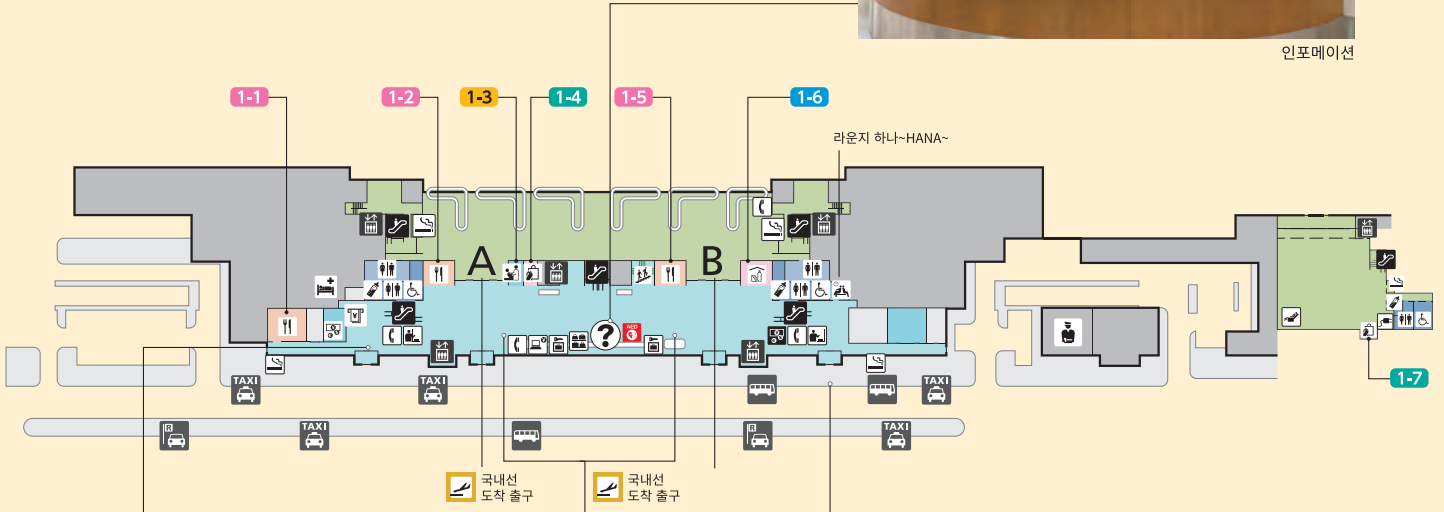 인포메이션
1-1
1-2
1-3
1-4
1-5
1-6
라운지 하나~HANA~
A
B
?
AED
1-7
TAXI
TAXI
TAXI
R
TAXI
R
TAXI
국내선
도착 출구
국내선
도착 출구